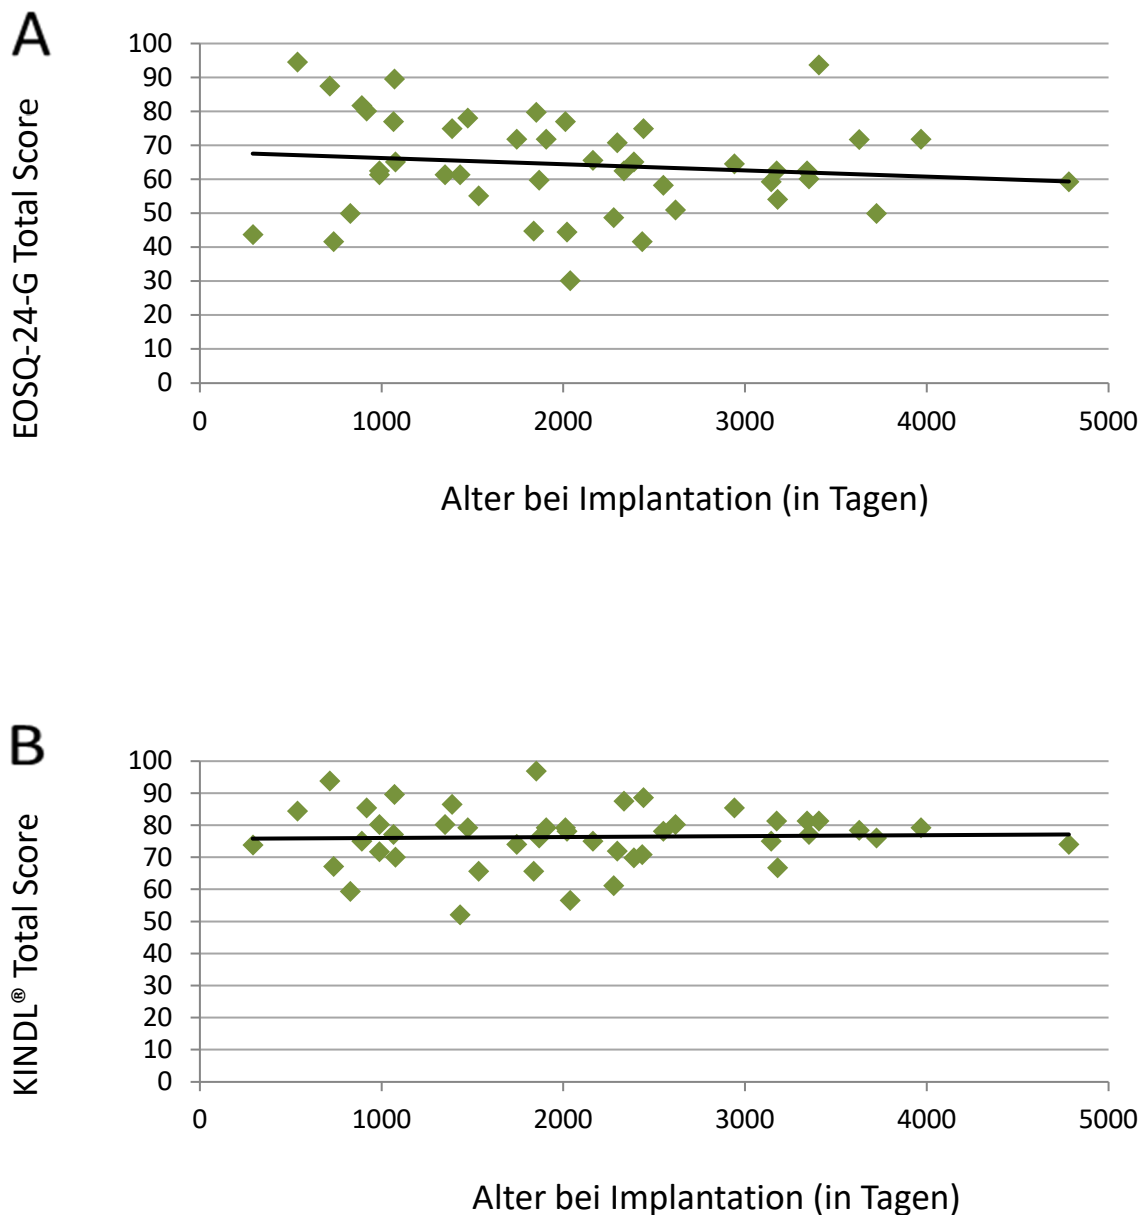 A
EOSQ-24-G Total Score
100
90
80
70
60
50
40
30
20
10
0
0 1000 2000 3000 4000 5000
Alter bei Implantation (in Tagen)
B
KINDL® Total Score
100
90
80
70
60
50
40
30
20
10
0
0 1000 2000 3000 4000 5000
Alter bei Implantation (in Tagen)